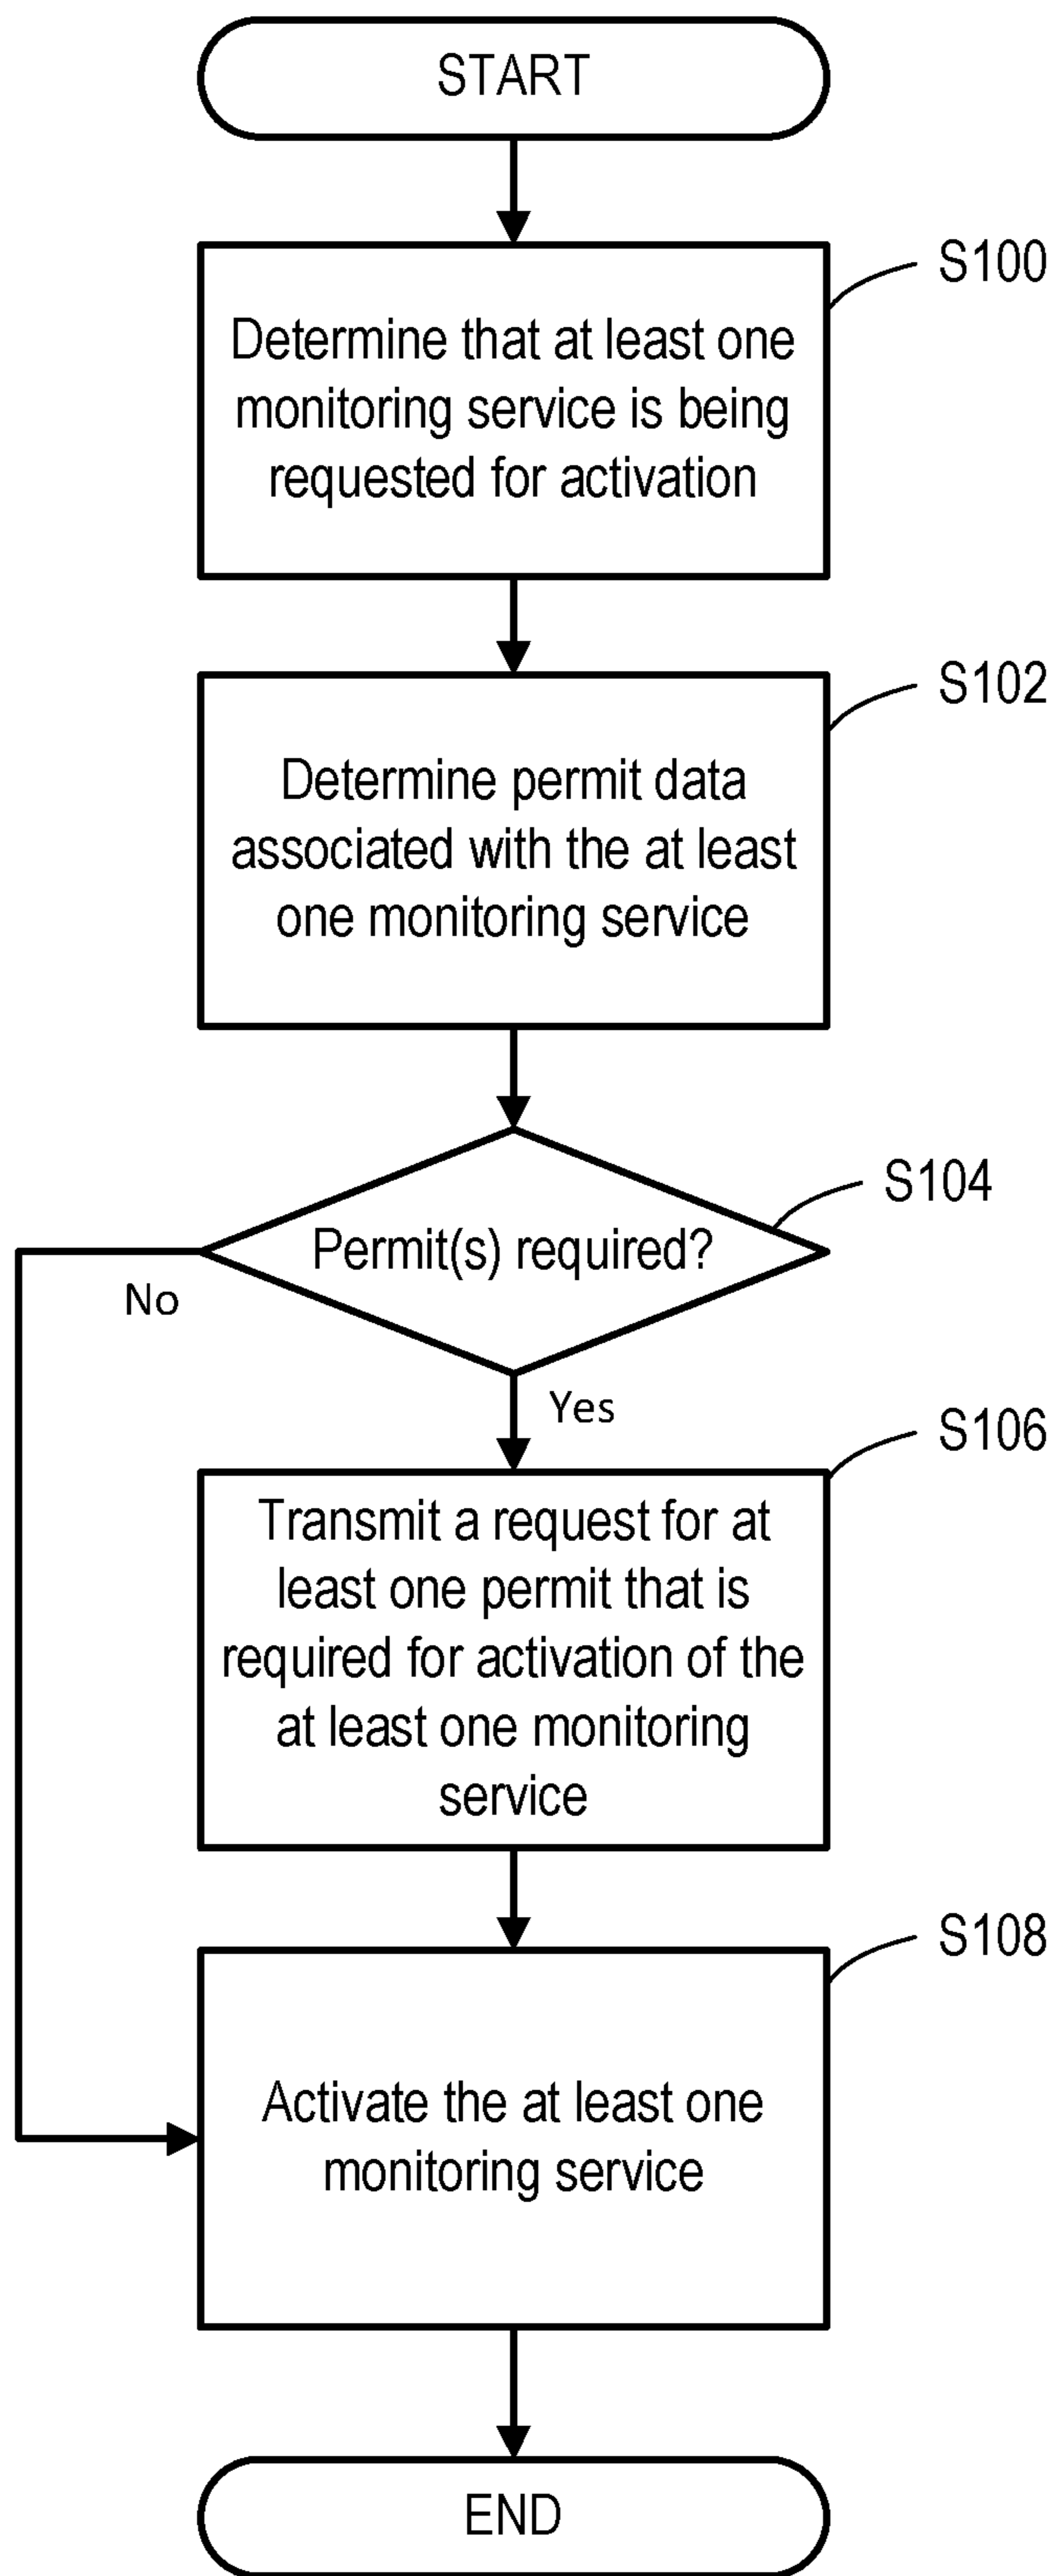 START
S100
Determine that at least one
monitoring service is being
requested for activation
S102
Determine permit data
associated with the at least
one monitoring service
S104
Permit(s) required?
No
Yes
S106
Transmit a request for at
least one permit that is
required for activation of the
at least one monitoring
service
S108
Activate the at least one
monitoring service
END